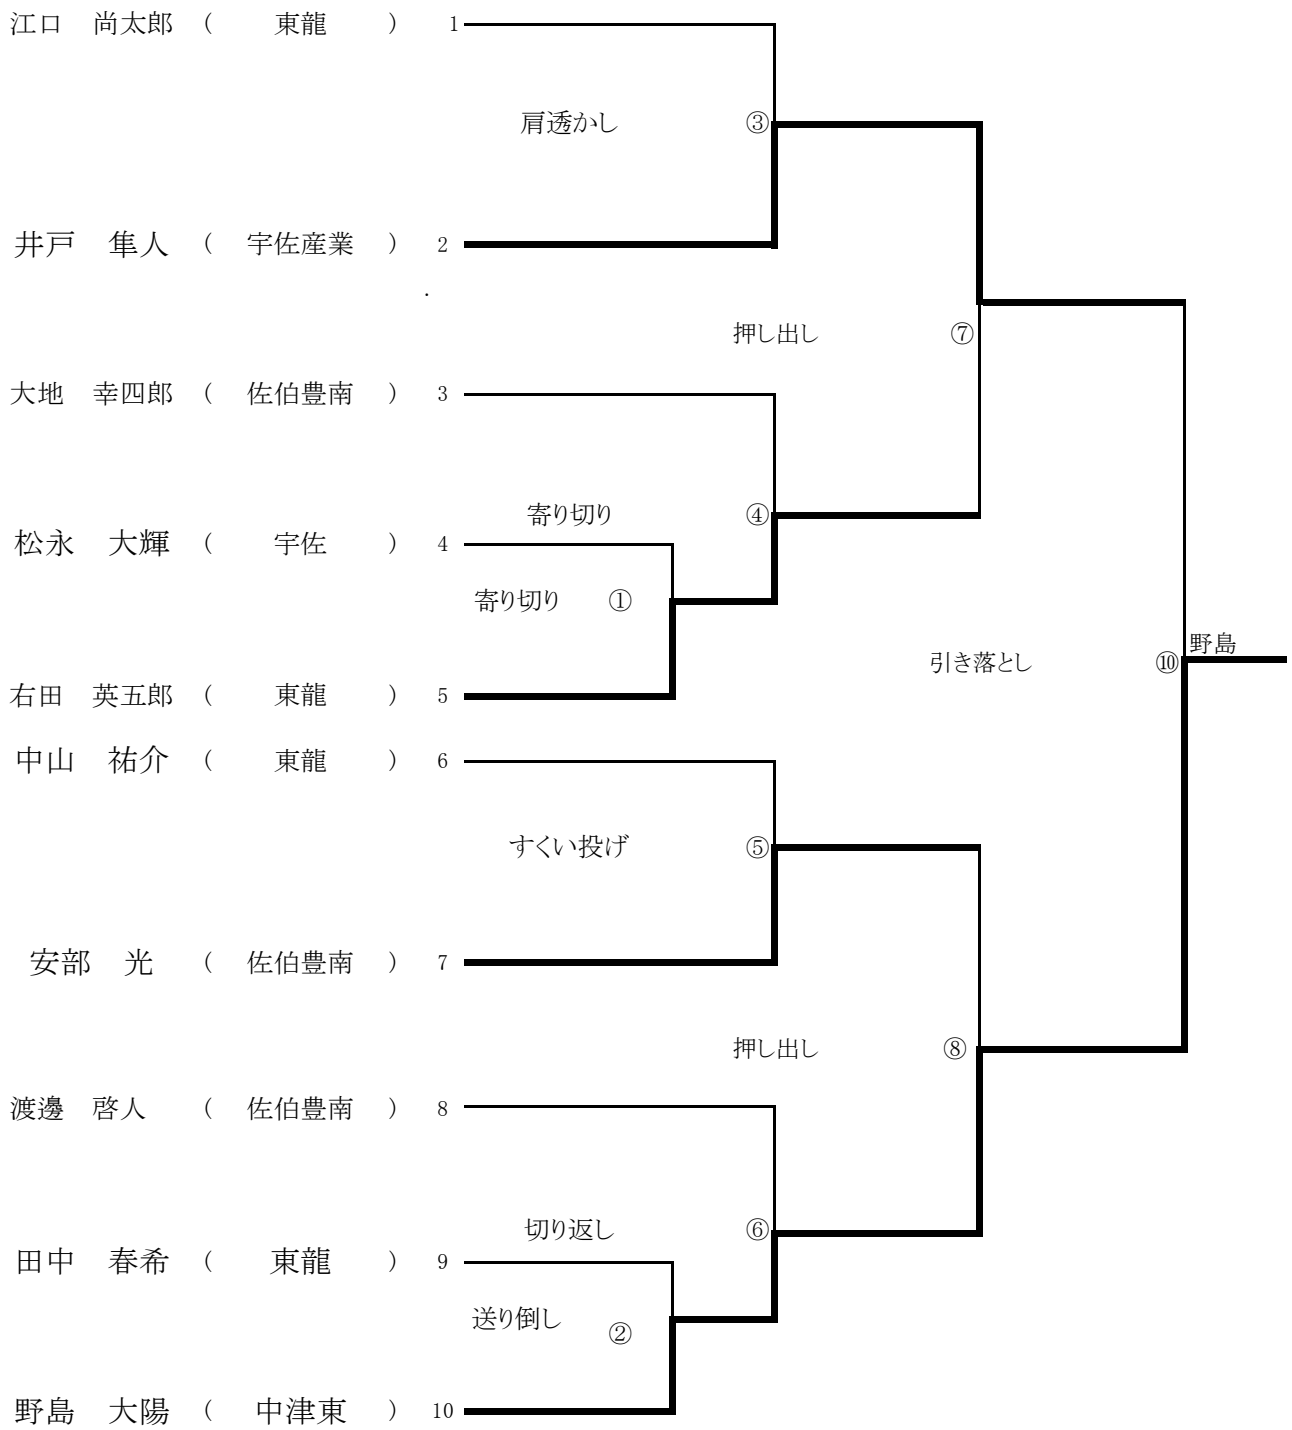 江口　尚太郎 （　東龍　） 1
肩透かし ③
井戸　隼人 （　宇佐産業　） 2
.
押し出し ⑦
大地　幸四郎 （　佐伯豊南　） 3
寄り切り ④
松永　大輝 （　宇佐　） 4
寄り切り ①
野島
引き落とし ⑩
右田　英五郎 （　東龍　） 5
中山　祐介 （　東龍　） 6
すくい投げ ⑤
安部　光 （　佐伯豊南　） 7
押し出し ⑧
渡邊　啓人 （　佐伯豊南　） 8
切り返し ⑥
田中　春希 （　東龍　） 9
送り倒し ②
野島　大陽 （　中津東　） 10